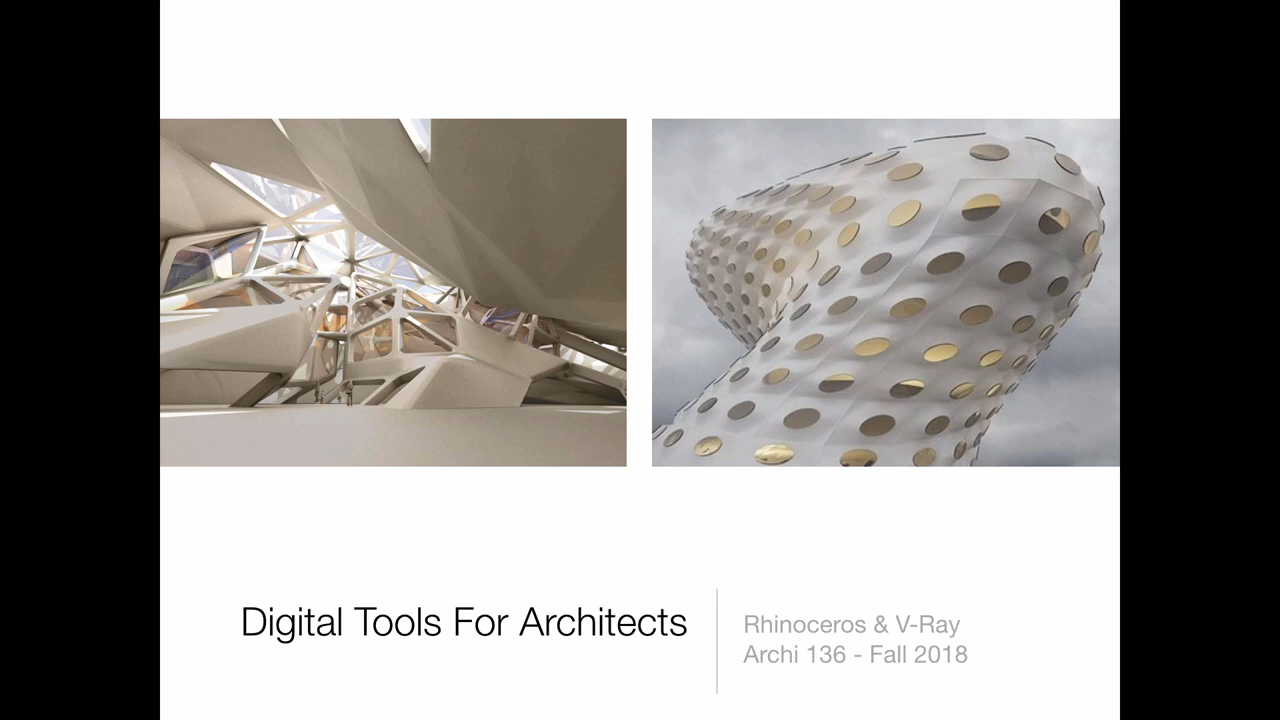 Digital Tools For Architects
Rhinoceros & V-Ray
Archi 136 - Fall 2018